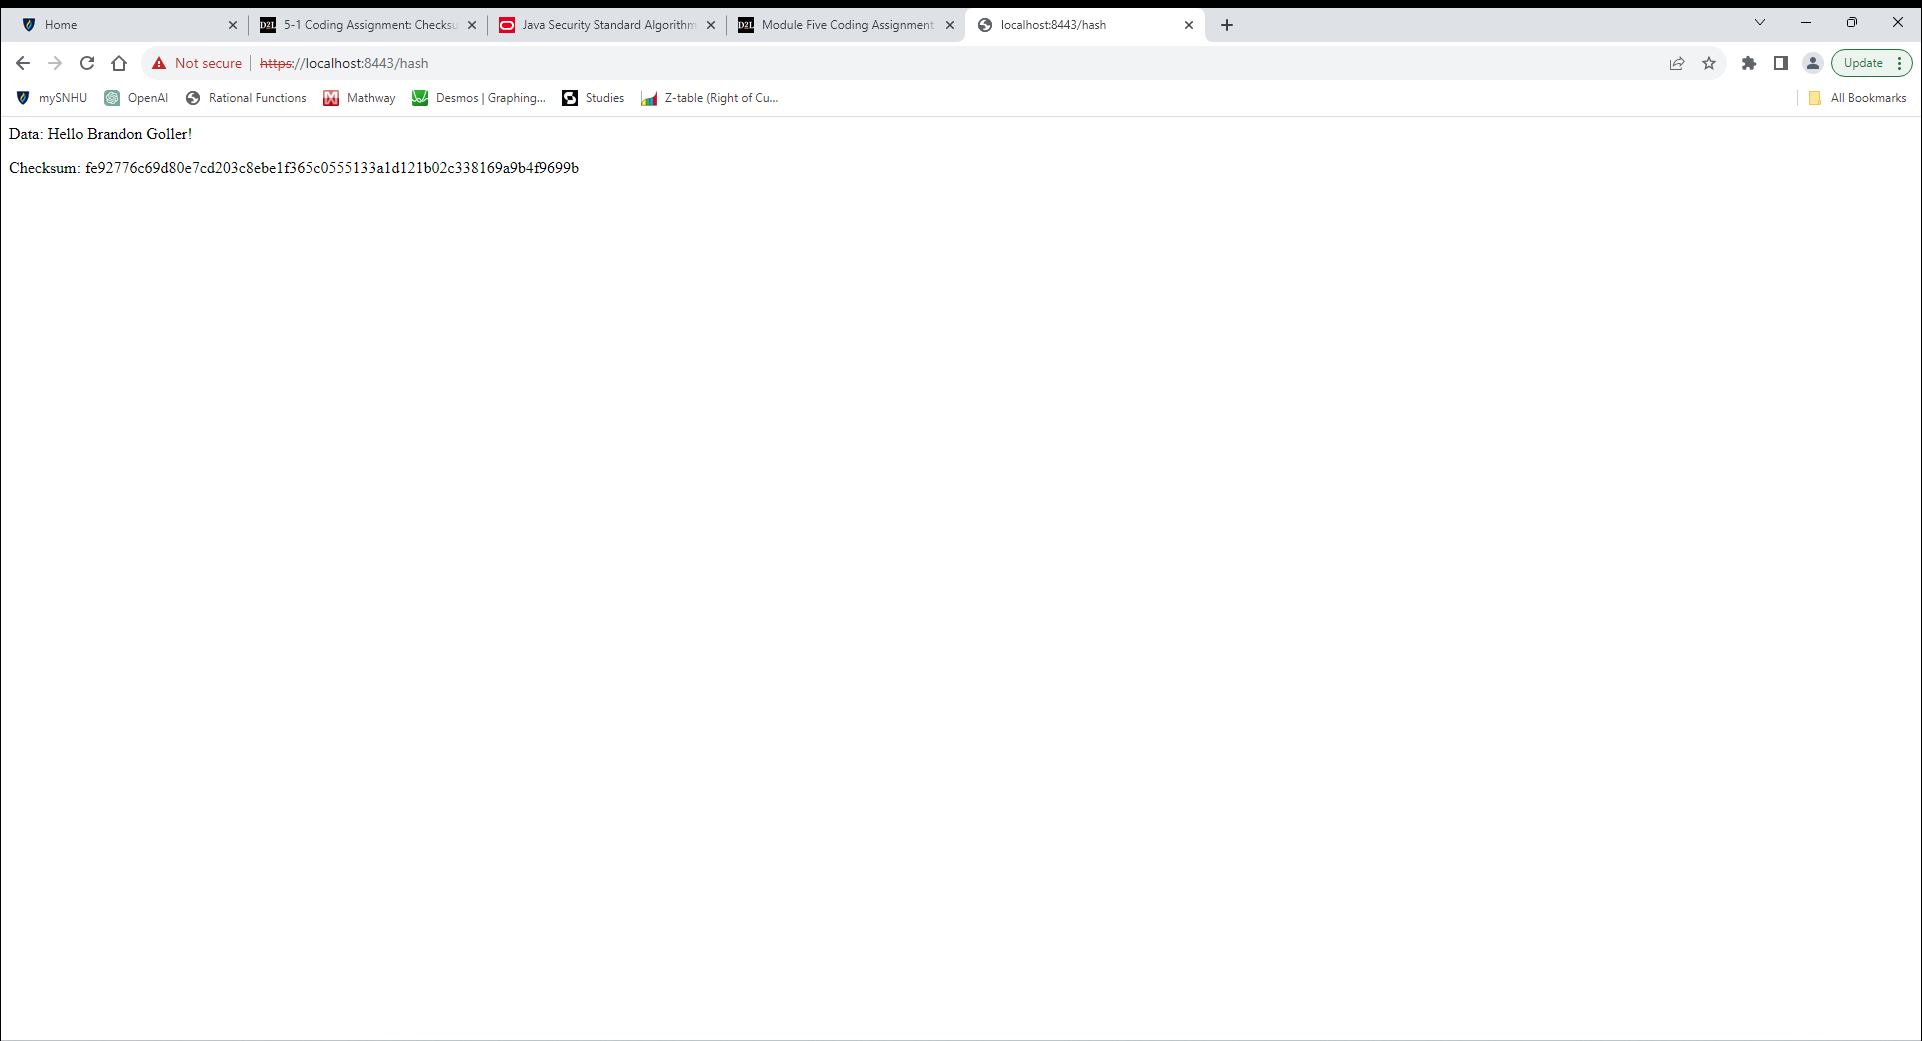 Home
D2L 5-1 Coding Assignment: Checksu
Java Security Standard Algorithm
D2L Module Five Coding Assignment
localhost:8443/hash
Not secure https://localhost:8443/hash
Update
mySNHU OpenAI Rational Functions Mathway Desmos | Graphing... Studies Z-table (Right of Cu... All Bookmarks
Data: Hello Brandon Goller!
Checksum: fe92776c69d80e7cd203c8ebe1f365c0555133a1d121b02c338169a9b4f9699b